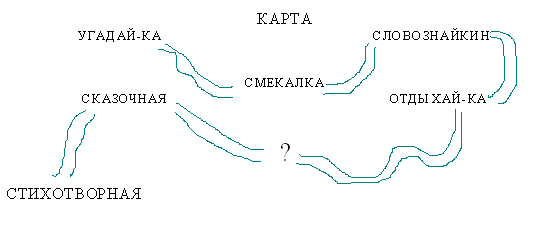 КАРТА
УГАДАЙ-КА
СЛОВОЗНАЙКИН
СМЕКАЛКА
СКАЗОЧНАЯ
ОТДЫХАЙ-КА
?
СТИХОТВОРНАЯ